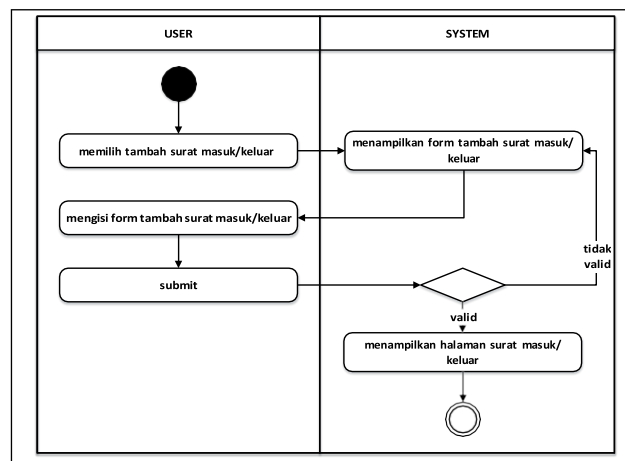 USER
SYSTEM
memilih tambah surat masuk/keluar
menampilkan form tambah surat masuk/
keluar
mengisi form tambah surat masuk/keluar
tidak
valid
submit
valid
menampilkan halaman surat masuk/
keluar